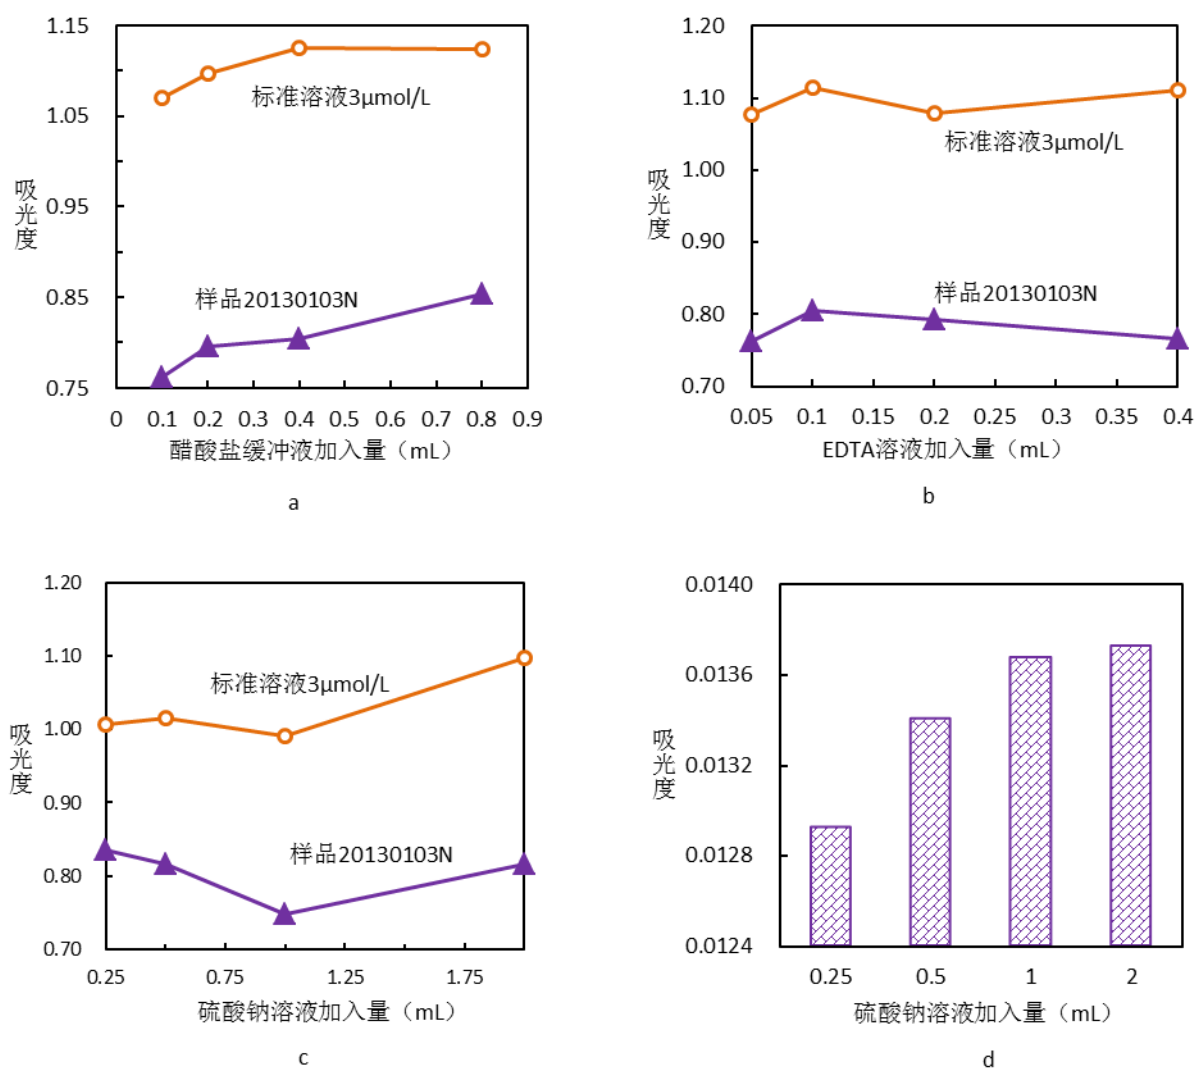 1.15
1.05
0.95
0.85
0.75
吸光度
标准溶液3μmol/L
样品20130103N
0 0.1 0.2 0.3 0.4 0.5 0.6 0.7 0.8 0.9
醋酸盐缓冲液加入量（mL）
a
1.20
1.10
1.00
0.90
0.80
0.70
吸光度
标准溶液3μmol/L
样品20130103N
0.05 0.1 0.15 0.2 0.25 0.3 0.35 0.4
EDTA溶液加入量（mL）
b
1.20
1.10
1.00
0.90
0.80
0.70
吸光度
标准溶液3μmol/L
样品20130103N
0.25 0.75 1.25 1.75
硫酸钠溶液加入量（mL）
c
0.0140
0.0136
0.0132
0.0128
0.0124
吸光度
0.25 0.5 1 2
硫酸钠溶液加入量（mL）
d